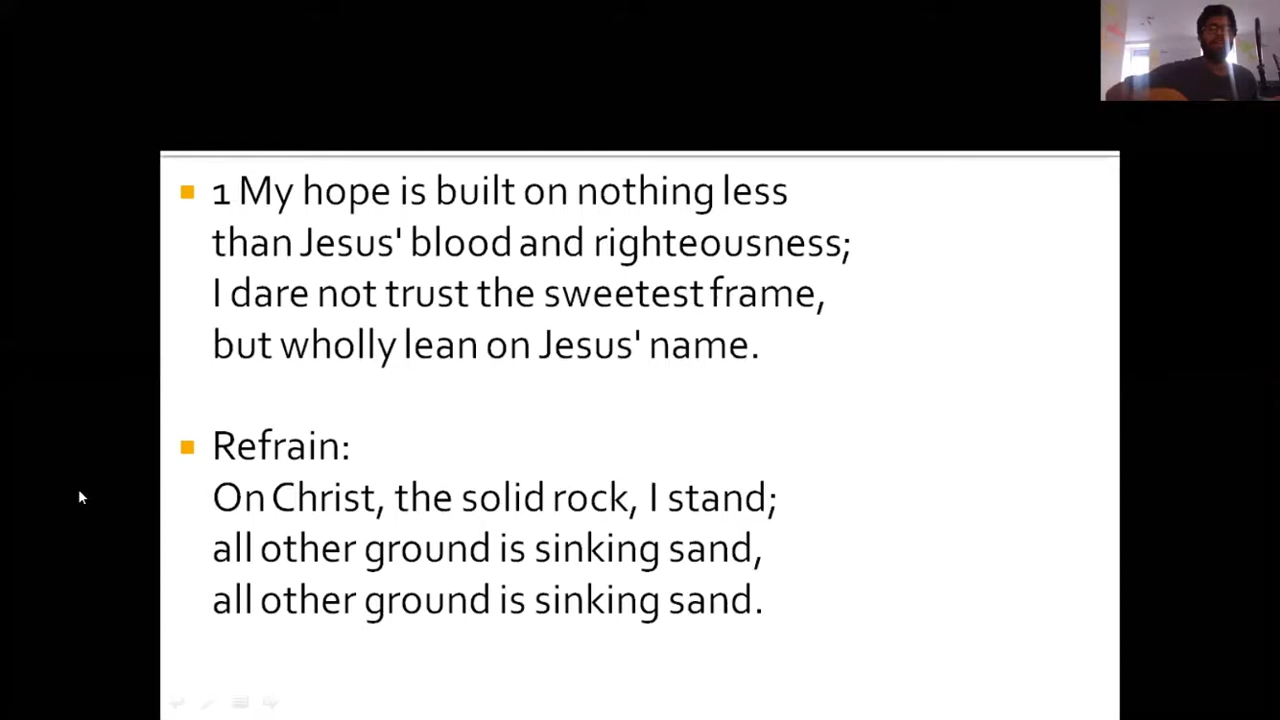 1 My hope is built on nothing less
than Jesus' blood and righteousness;
I dare not trust the sweetest frame,
but wholly lean on Jesus' name.
Refrain:
On Christ, the solid rock, I stand;
all other ground is sinking sand,
all other ground is sinking sand.